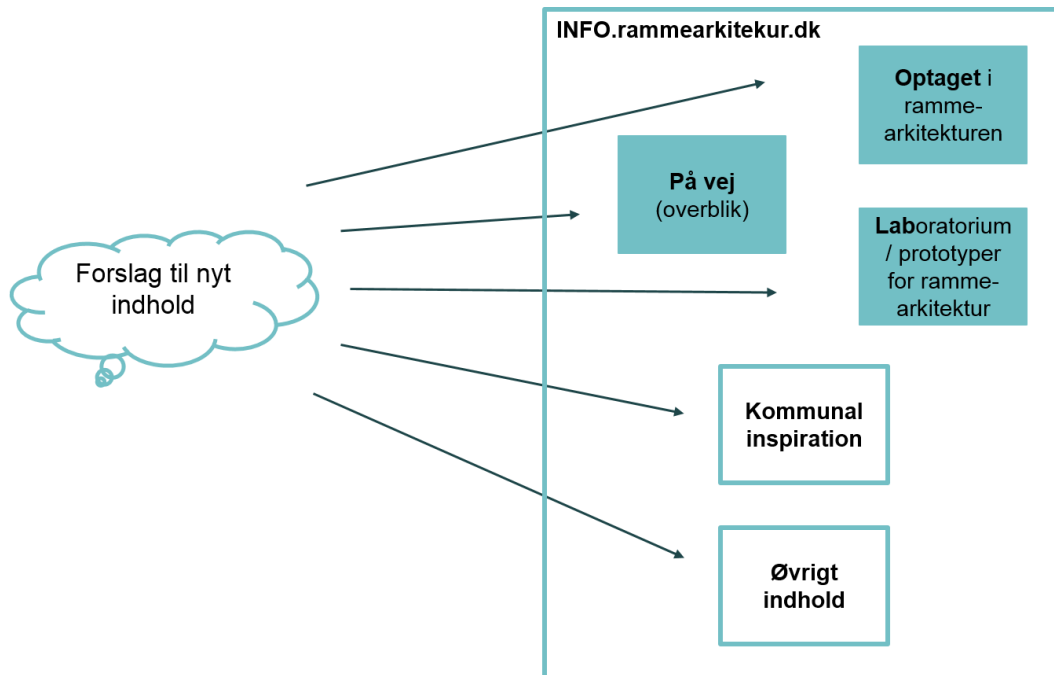 INFO.rammearkitekur.dk
Optaget i
ramme-
arkitekturen
På vej
(overblik)
Laboratorium
/ prototyper
for ramme-
arkitektur
Forslag til nyt
indhold
Kommunal
inspiration
Øvrigt
indhold